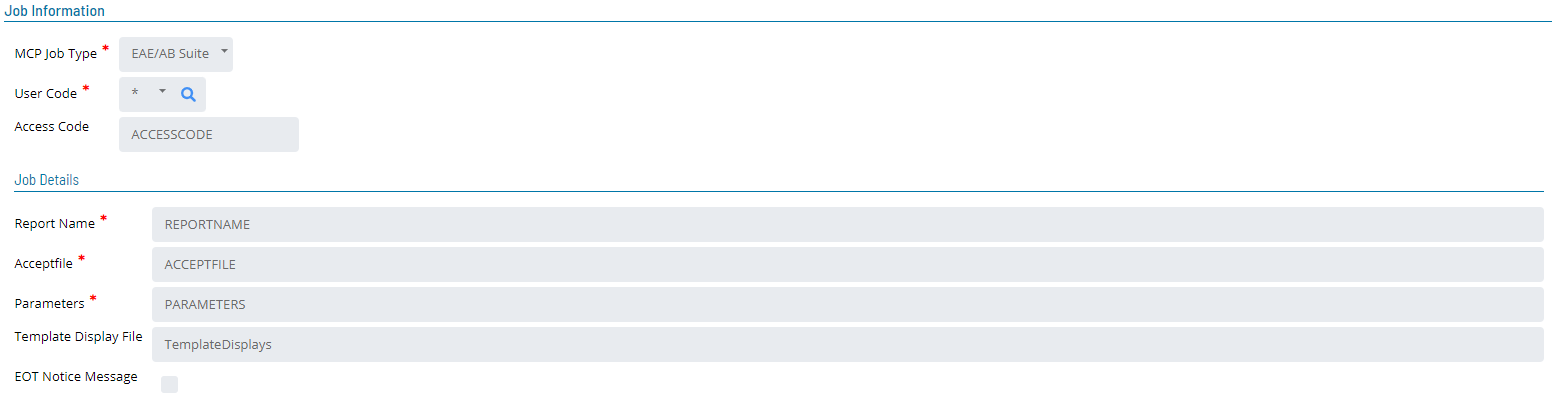 Job Information
MCP Job Type * EAE/AB Suite
User Code * *
Access Code ACCESSCODE
Job Details
Report Name * REPORTNAME
Acceptfile * ACCEPTFILE
Parameters * PARAMETERS
Template Display File TemplateDisplays
EOT Notice Message